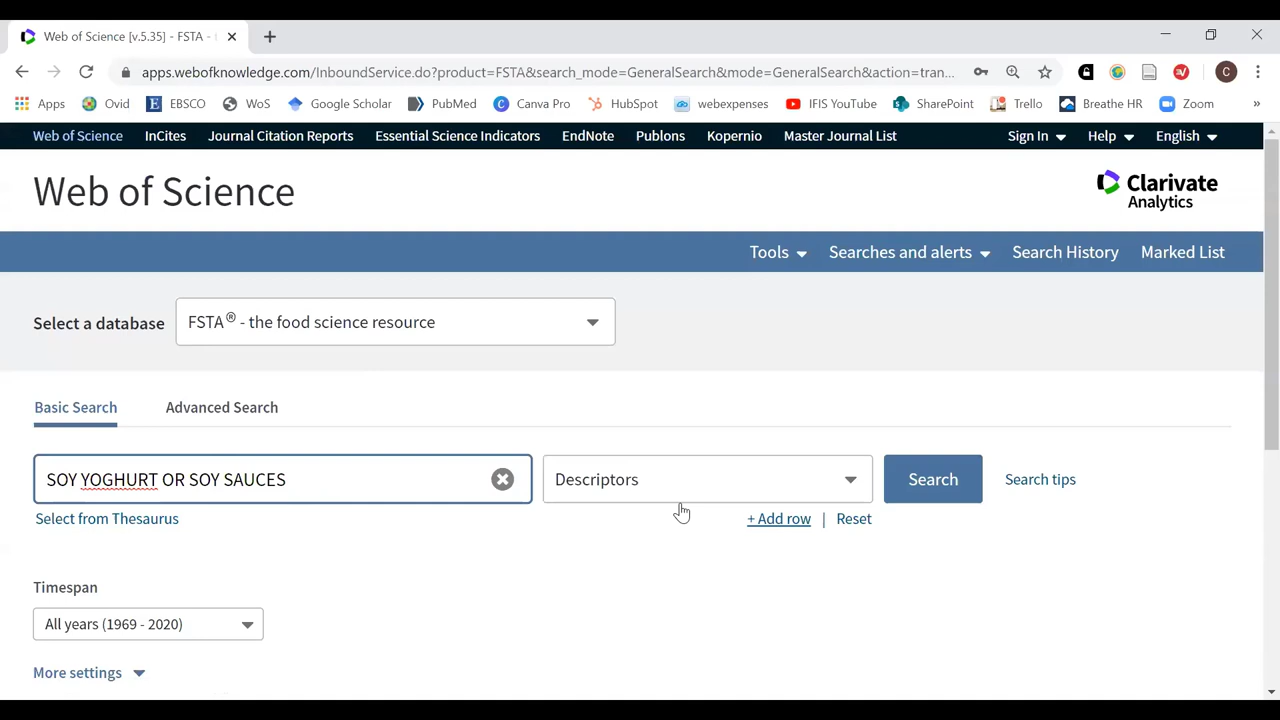 Web of Science [v.5.35] - FSTA -
apps.webofknowledge.com/InboundService.do?product=FSTA&search_mode=GeneralSearch&mode=GeneralSearch&action=tran...
C
Apps Ovid EBSCO WoS Google Scholar PubMed Canva Pro HubSpot webexpenses IFIS YouTube SharePoint Trello Breathe HR Zoom »
Web of Science InCites Journal Citation Reports Essential Science Indicators EndNote Publons Kopernio Master Journal List Sign In Help English
Web of Science
Clarivate
Analytics
Tools Searches and alerts Search History Marked List
Select a database FSTA® - the food science resource
Basic Search Advanced Search
SOY YOGHURT OR SOY SAUCES Descriptors Search Search tips
Select from Thesaurus + Add row | Reset
Timespan
All years (1969 - 2020)
More settings